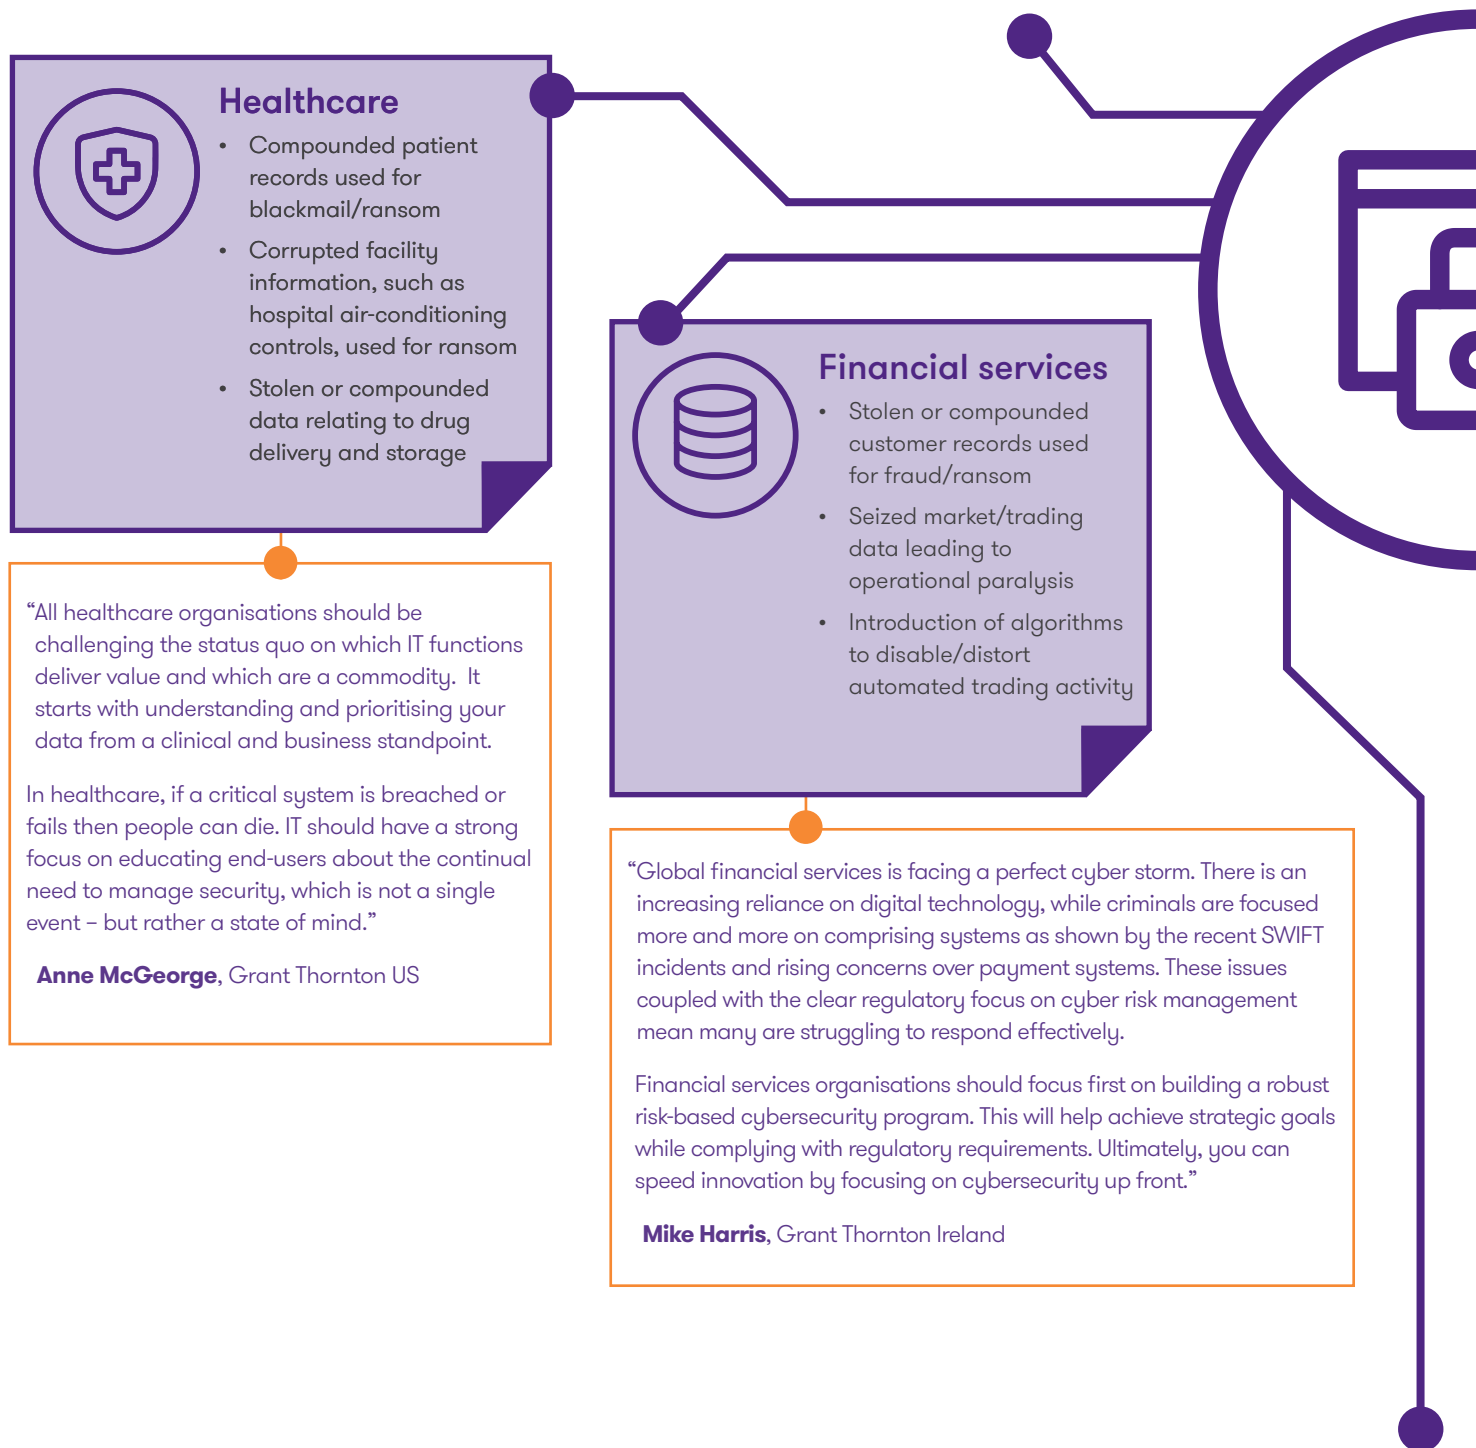 Healthcare
• Compounded patient
records used for
blackmail/ransom
• Corrupted facility
information, such as
hospital air-conditioning
controls, used for ransom
• Stolen or compounded
data relating to drug
delivery and storage
“All healthcare organisations should be
challenging the status quo on which IT functions
deliver value and which are a commodity.  It
starts with understanding and prioritising your
data from a clinical and business standpoint.
In healthcare, if a critical system is breached or
fails then people can die. IT should have a strong
focus on educating end-users about the continual
need to manage security, which is not a single
event – but rather a state of mind.”
Anne McGeorge, Grant Thornton US
Financial services
• Stolen or compounded
customer records used
for fraud/ransom
• Seized market/trading
data leading to
operational paralysis
• Introduction of algorithms
to disable/distort
automated trading activity
“Global financial services is facing a perfect cyber storm. There is an
increasing reliance on digital technology, while criminals are focused
more and more on comprising systems as shown by the recent SWIFT
incidents and rising concerns over payment systems. These issues
coupled with the clear regulatory focus on cyber risk management
mean many are struggling to respond effectively.
Financial services organisations should focus first on building a robust
risk-based cybersecurity program. This will help achieve strategic goals
while complying with regulatory requirements. Ultimately, you can
speed innovation by focusing on cybersecurity up front.”
Mike Harris, Grant Thornton Ireland